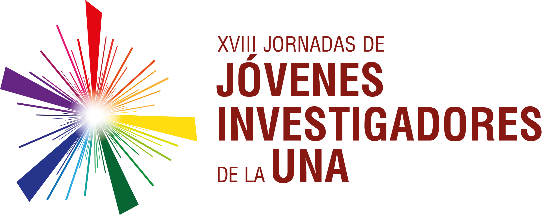 XVIII JORNADAS DE
JÓVENES
INVESTIGADORES
DE LA UNA